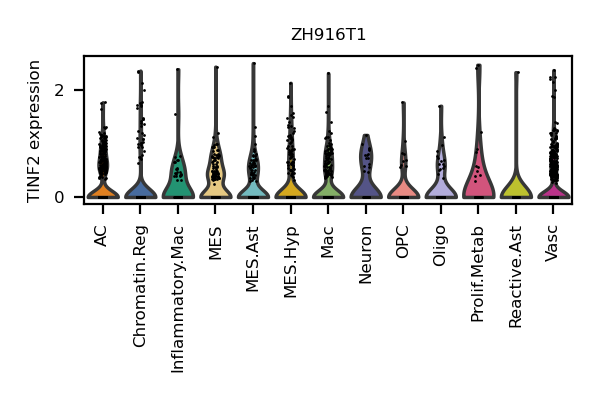 ZH916T1
TINF2 expression
2
0
AC
Chromatin.Reg
Inflammatory.Mac
MES
MES.Ast
MES.Hyp
Mac
Neuron
OPC
Oligo
Prolif.Metab
Reactive.Ast
Vasc